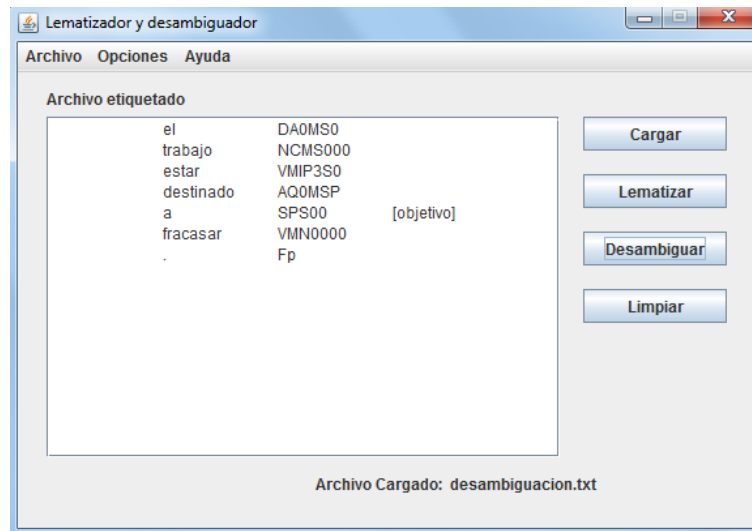 Lematizador y desambiguador
Archivo Opciones Ayuda
Archivo etiquetado
el DA0MS0
trabajo NCMS000
estar VMIP3S0
destinado AQ0MSP
a SPS00 [objetivo]
fracasar VMN0000
. Fp
Cargar
Lematizar
Desambiguar
Limpiar
Archivo Cargado: desambiguacion.txt